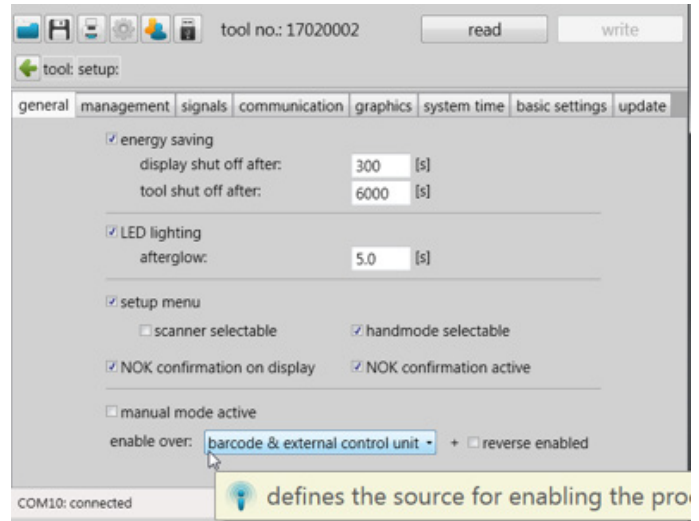 tool no.: 17020002 read write
tool: setup:
general management signals communication graphics system time basic settings update
energy saving
display shut off after: 300 [s]
tool shut off after: 6000 [s]
LED lighting
afterglow: 5.0 [s]
setup menu
scanner selectable handmode selectable
NOK confirmation on display NOK confirmation active
manual mode active
enable over: barcode & external control unit + reverse enabled
defines the source for enabling the pro
COM10: connected